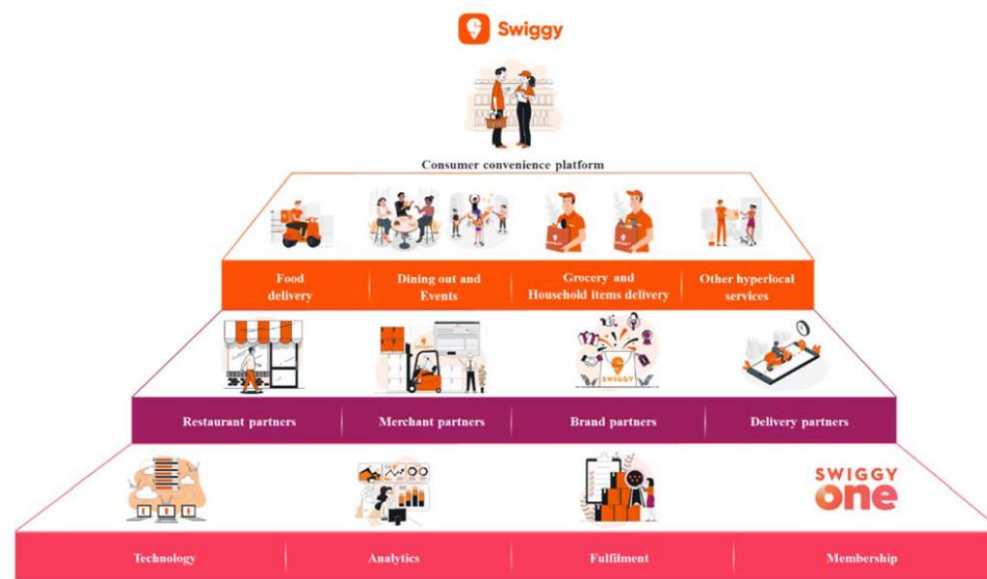 Swiggy
Consumer convenience platform
Food
delivery
Dining out and
Events
Grocery and
Household items delivery
Other hyperlocal
services
SWIGGY
Restaurant partners
Merchant partners
Brand partners
Delivery partners
SWIGGY
one
Technology
Analytics
Fulfilment
Membership